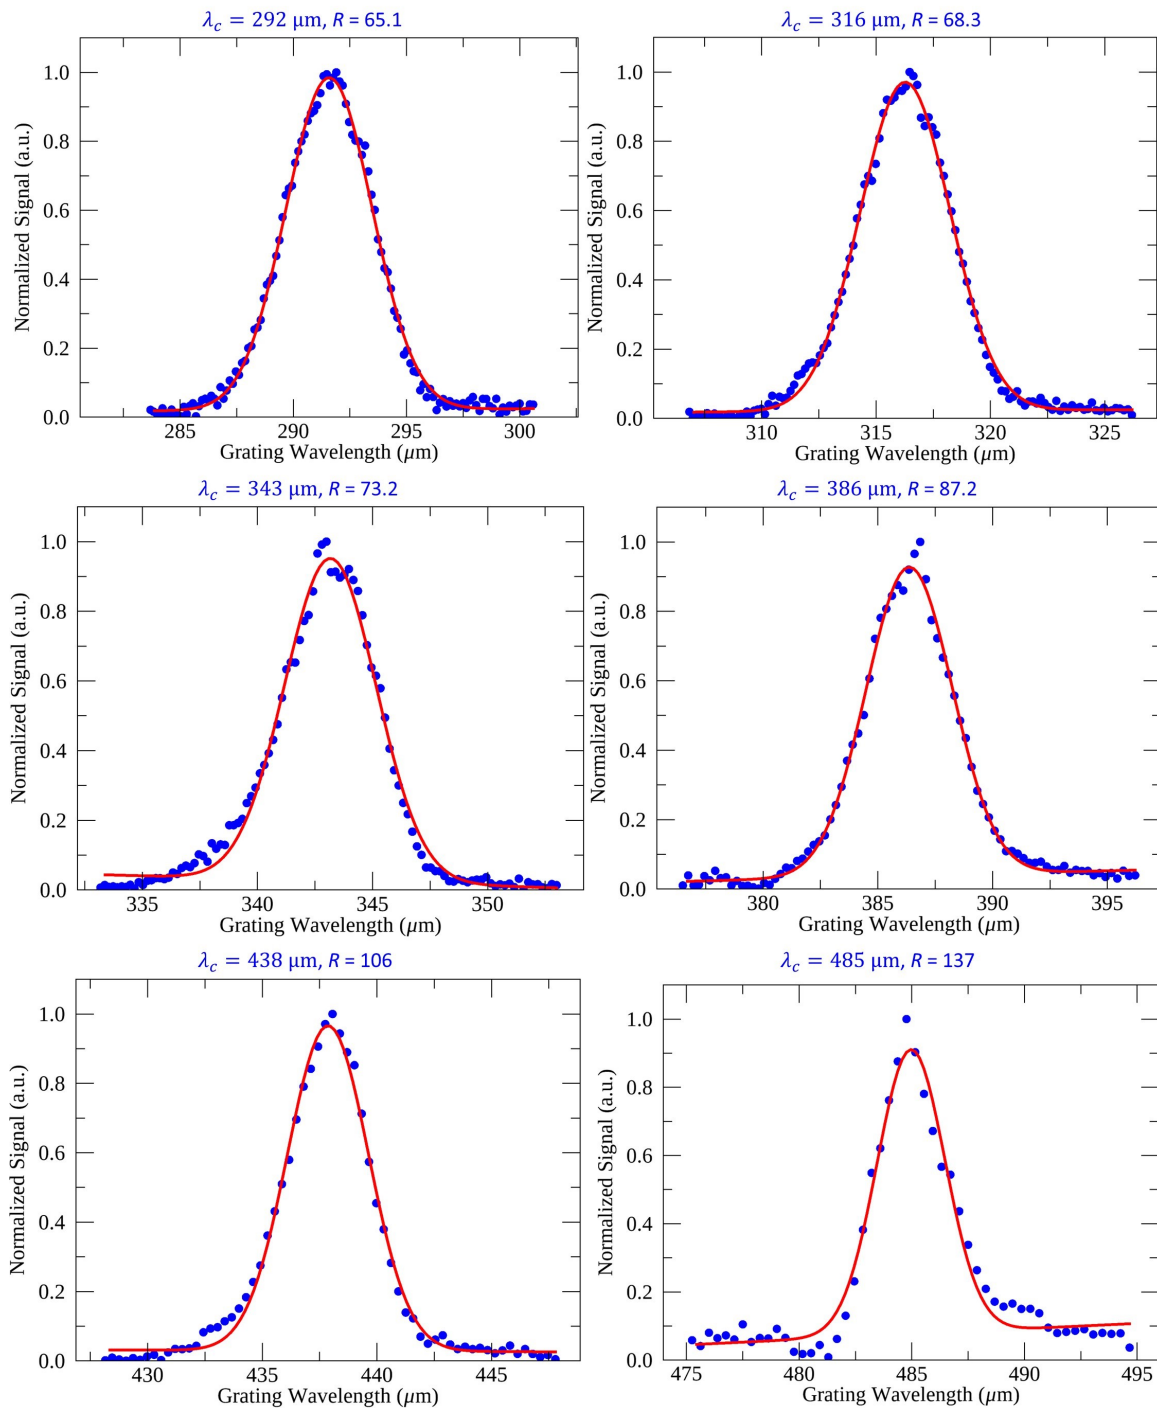 λc = 292 μm, R = 65.1
Normalized Signal (a.u.)
1.0
0.8
0.6
0.4
0.2
0.0
285 290 295 300
Grating Wavelength (μm)
λc = 316 μm, R = 68.3
Normalized Signal (a.u.)
1.0
0.8
0.6
0.4
0.2
0.0
310 315 320 325
Grating Wavelength (μm)
λc = 343 μm, R = 73.2
Normalized Signal (a.u.)
1.0
0.8
0.6
0.4
0.2
0.0
335 340 345 350
Grating Wavelength (μm)
λc = 386 μm, R = 87.2
Normalized Signal (a.u.)
1.0
0.8
0.6
0.4
0.2
0.0
380 385 390 395
Grating Wavelength (μm)
λc = 438 μm, R = 106
Normalized Signal (a.u.)
1.0
0.8
0.6
0.4
0.2
0.0
430 435 440 445
Grating Wavelength (μm)
λc = 485 μm, R = 137
Normalized Signal (a.u.)
1.0
0.8
0.6
0.4
0.2
0.0
475 480 485 490 495
Grating Wavelength (μm)